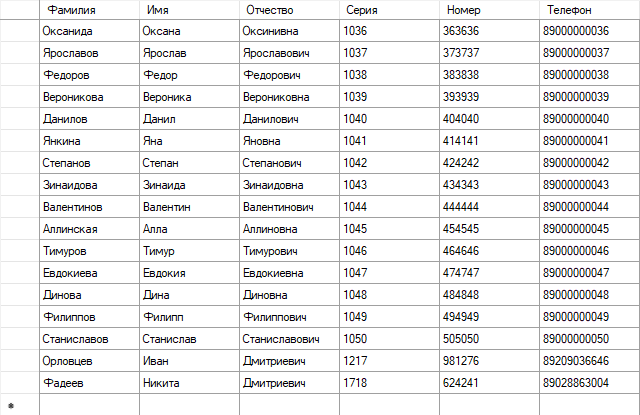 Фамилия Имя Отчество Серия Номер Телефон
Оксанида Оксана Оксинивна 1036 363636 89000000036
Ярославов Ярослав Ярославович 1037 373737 89000000037
Федоров Федор Федорович 1038 383838 89000000038
Вероникова Вероника Верониковна 1039 393939 89000000039
Данилов Данил Данилович 1040 404040 89000000040
Янкина Яна Яновна 1041 414141 89000000041
Степанов Степан Степанович 1042 424242 89000000042
Зинаидова Зинаида Зинаидовна 1043 434343 89000000043
Валентинов Валентин Валентинович 1044 444444 89000000044
Аллинская Алла Аллиновна 1045 454545 89000000045
Тимуров Тимур Тимурович 1046 464646 89000000046
Евдокиева Евдокия Евдокиевна 1047 474747 89000000047
Динова Дина Диновна 1048 484848 89000000048
Филиппов Филипп Филиппович 1049 494949 89000000049
Станиславов Станислав Станиславович 1050 505050 89000000050
Орловцев Иван Дмитриевич 1217 981276 89209036646
Фадеев Никита Дмитриевич 1718 624241 89028863004